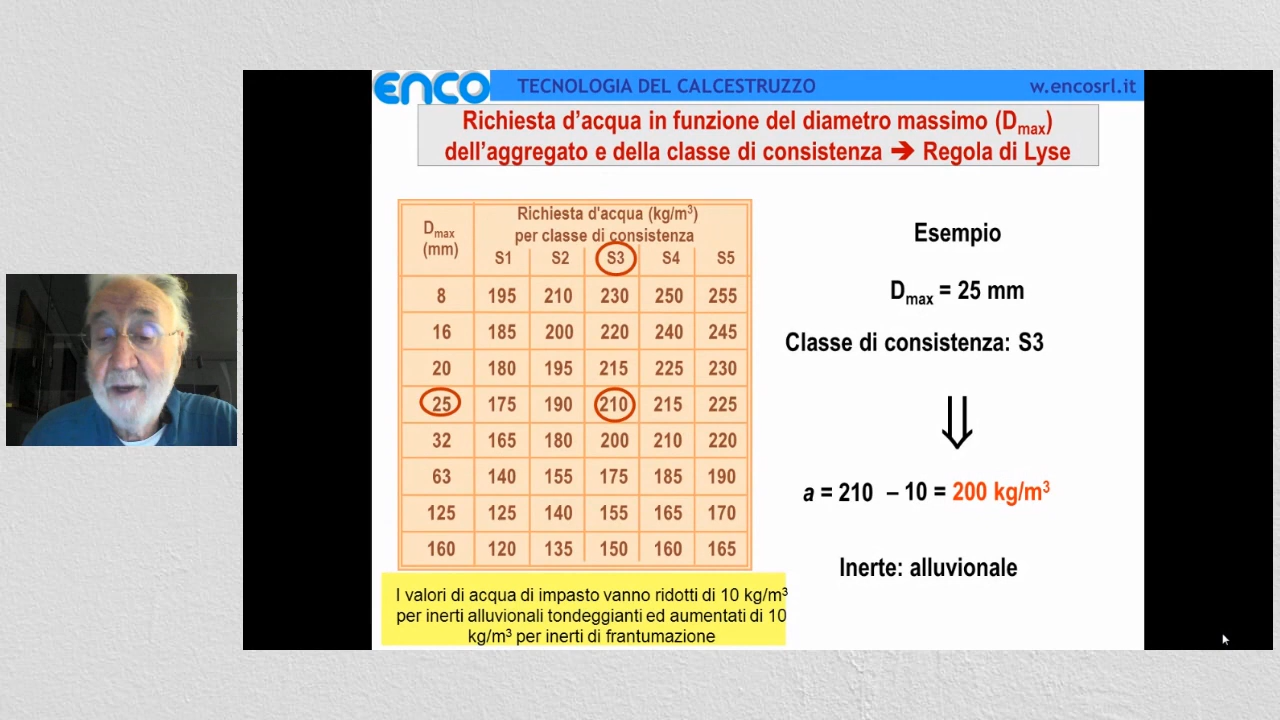 enco TECNOLOGIA DEL CALCESTRUZZO w.encosrl.it
Richiesta d'acqua in funzione del diametro massimo (Dmax)
dell'aggregato e della classe di consistenza ➔ Regola di Lyse
Dmax (mm) Richiesta d'acqua (kg/m³)
per classe di consistenza
S1 S2 S3 S4 S5
8 195 210 230 250 255
16 185 200 220 240 245
20 180 195 215 225 230
25 175 190 210 215 225
32 165 180 200 210 220
63 140 155 175 185 190
125 125 140 155 165 170
160 120 135 150 160 165
I valori di acqua di impasto vanno ridotti di 10 kg/m³
per inerti alluvionali tondeggianti ed aumentati di 10
kg/m³ per inerti di frantumazione
Esempio
Dmax = 25 mm
Classe di consistenza: S3
a = 210 – 10 = 200 kg/m³
Inerte: alluvionale